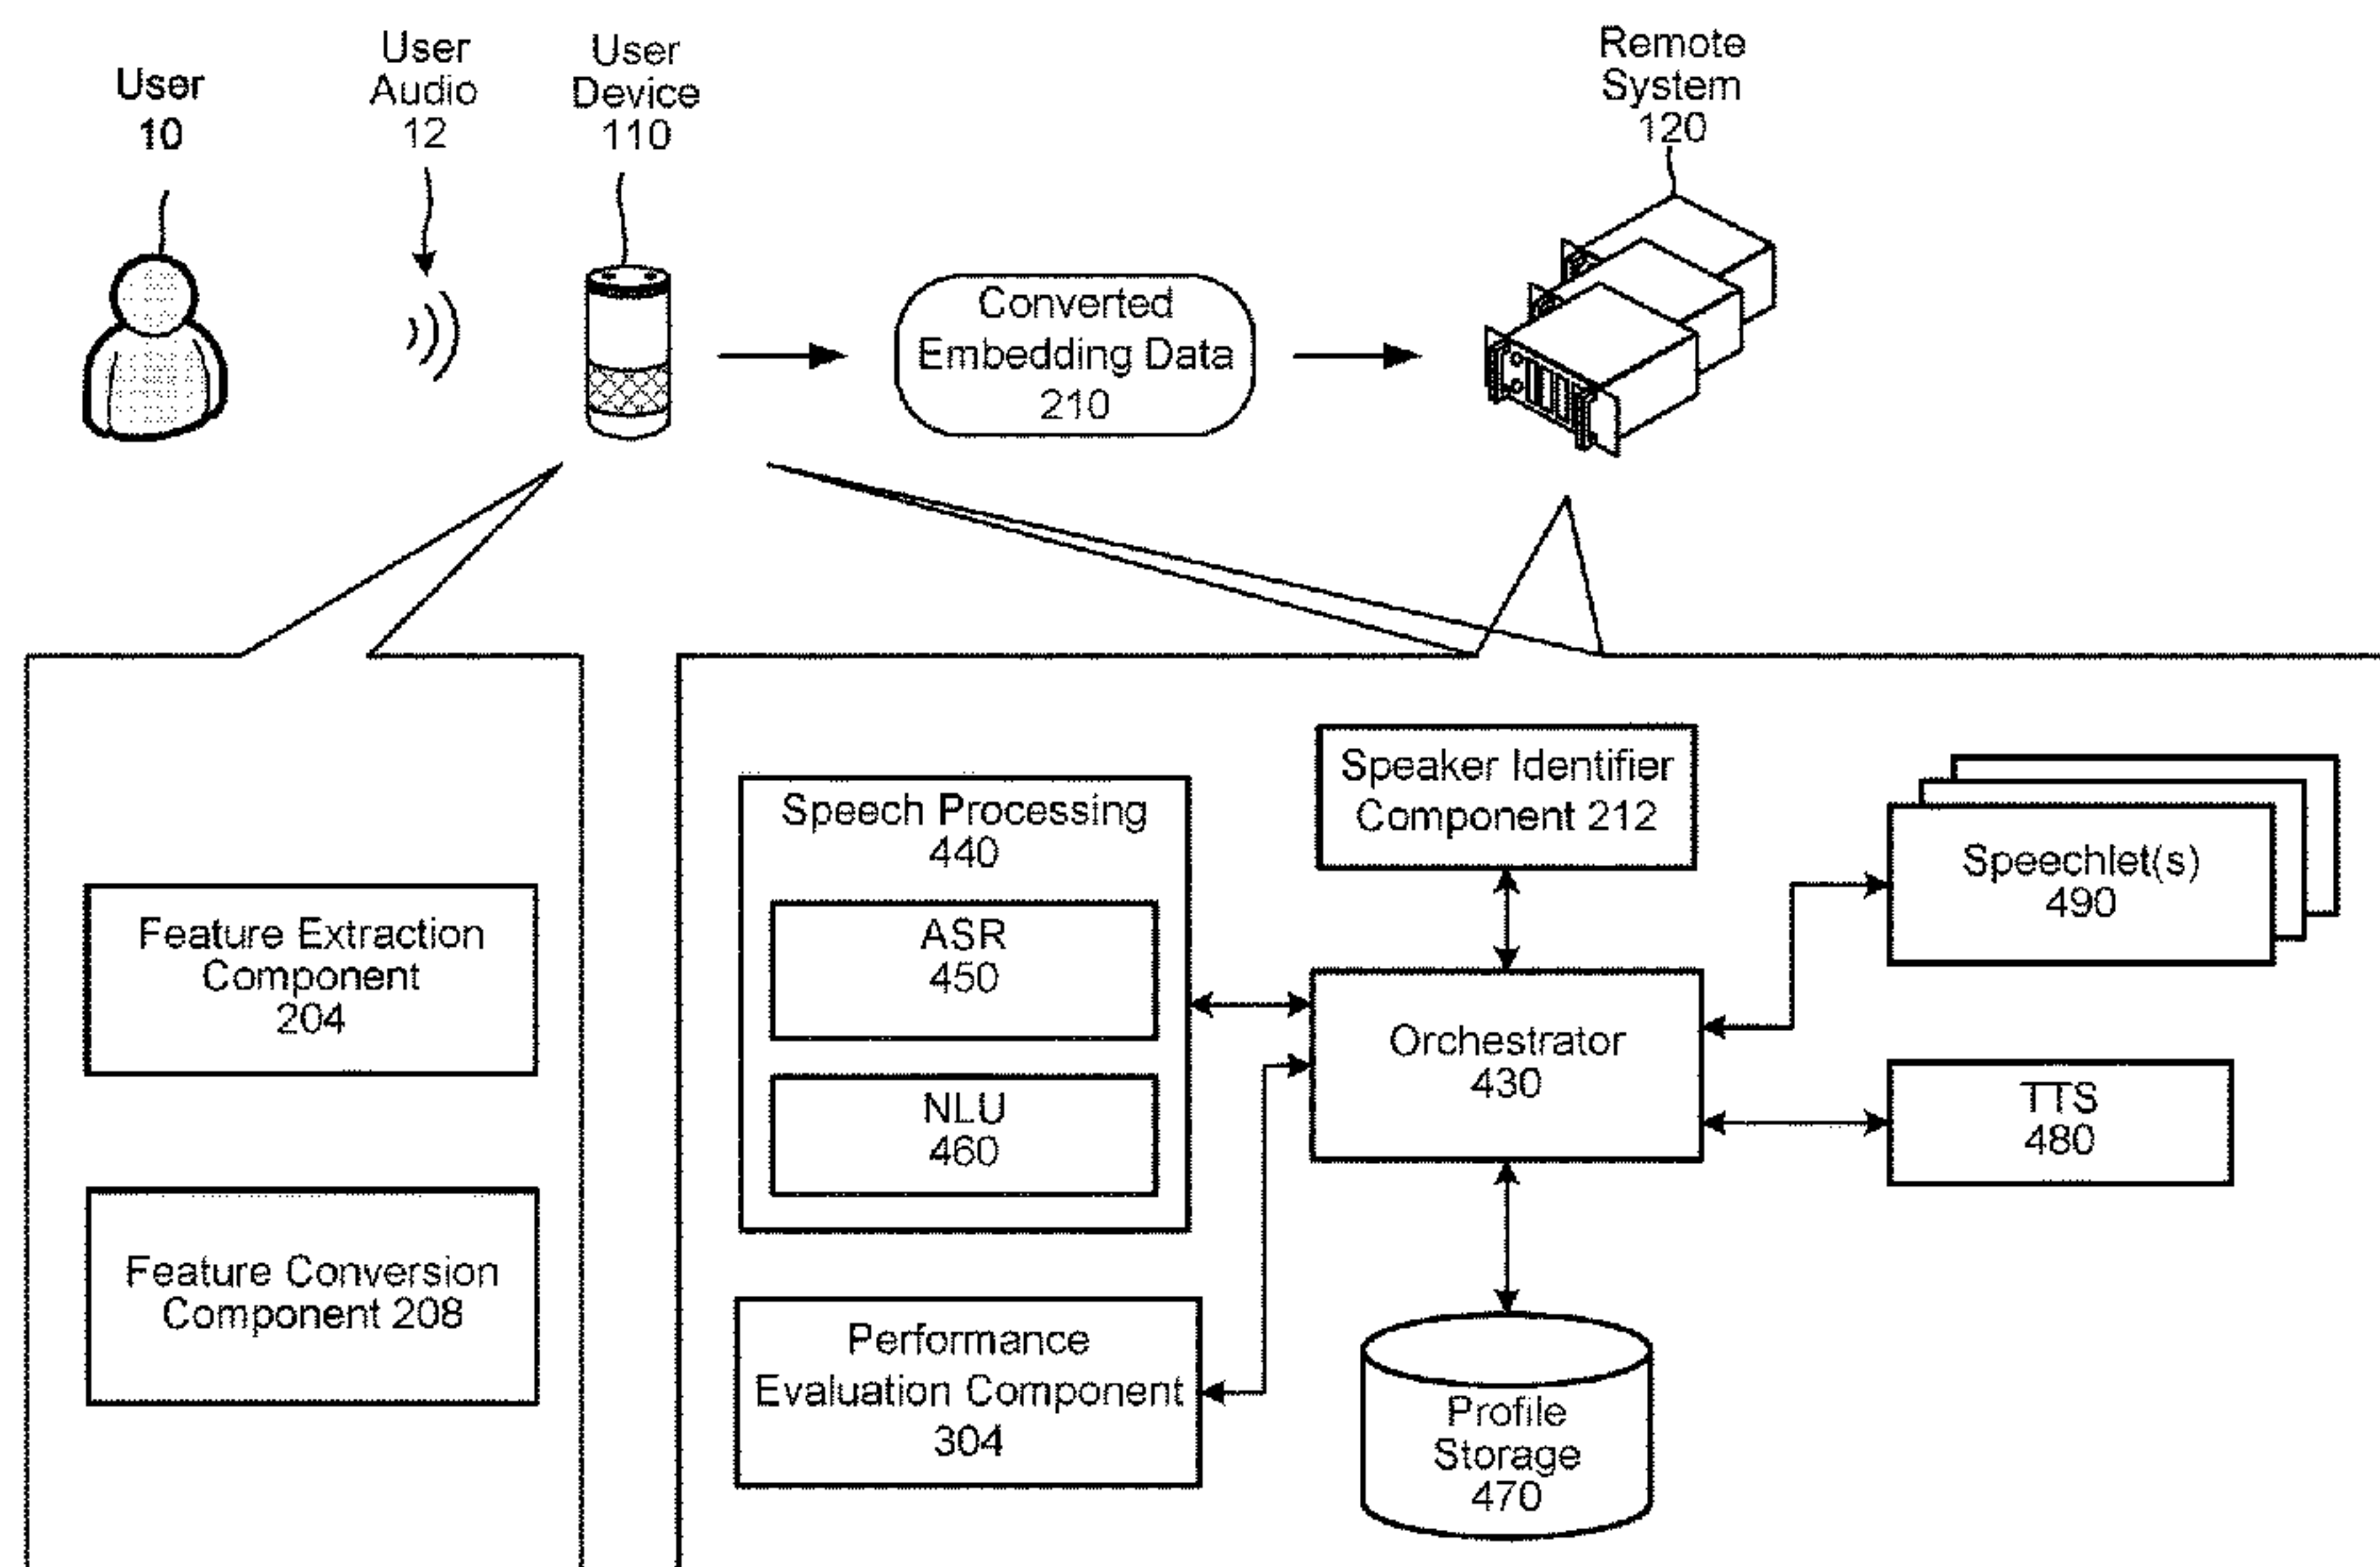 User
10
User
Audio
12
User
Device
110
Remote
System
120
Converted
Embedding Data
210
Feature Extraction
Component
204
Feature Conversion
Component 208
Speech Processing
440
ASR
450
NLU
460
Performance
Evaluation Component
304
Speaker Identifier
Component 212
Orchestrator
430
Profile
Storage
470
Speechlet(s)
490
TTS
480